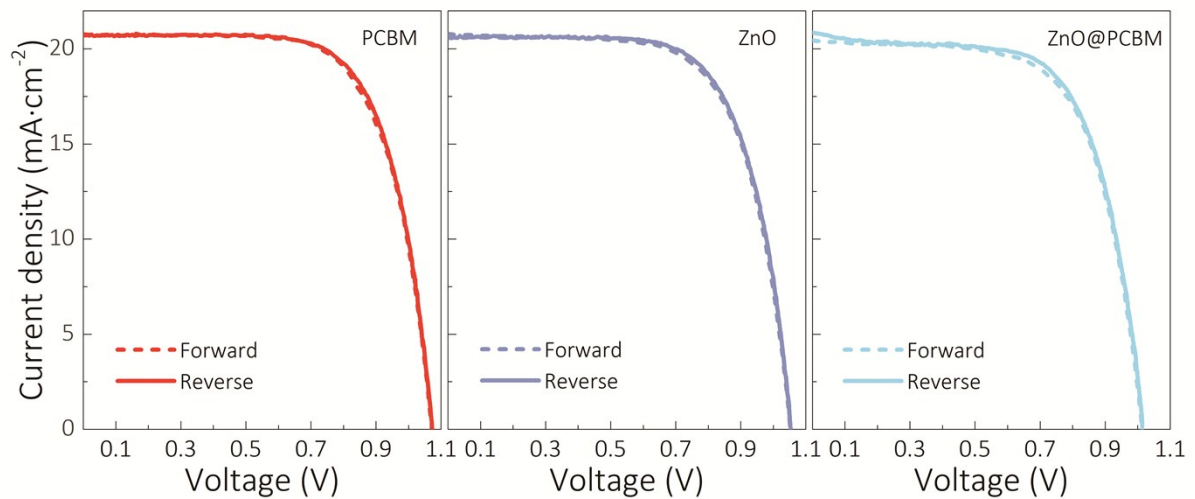 Current density (mA·cm⁻²)
20
15
10
5
0
PCBM
Forward
Reverse
0.1 0.3 0.5 0.7 0.9 1.1
Voltage (V)
ZnO
Forward
Reverse
0.1 0.3 0.5 0.7 0.9 1.1
Voltage (V)
ZnO@PCBM
Forward
Reverse
0.1 0.3 0.5 0.7 0.9 1.1
Voltage (V)